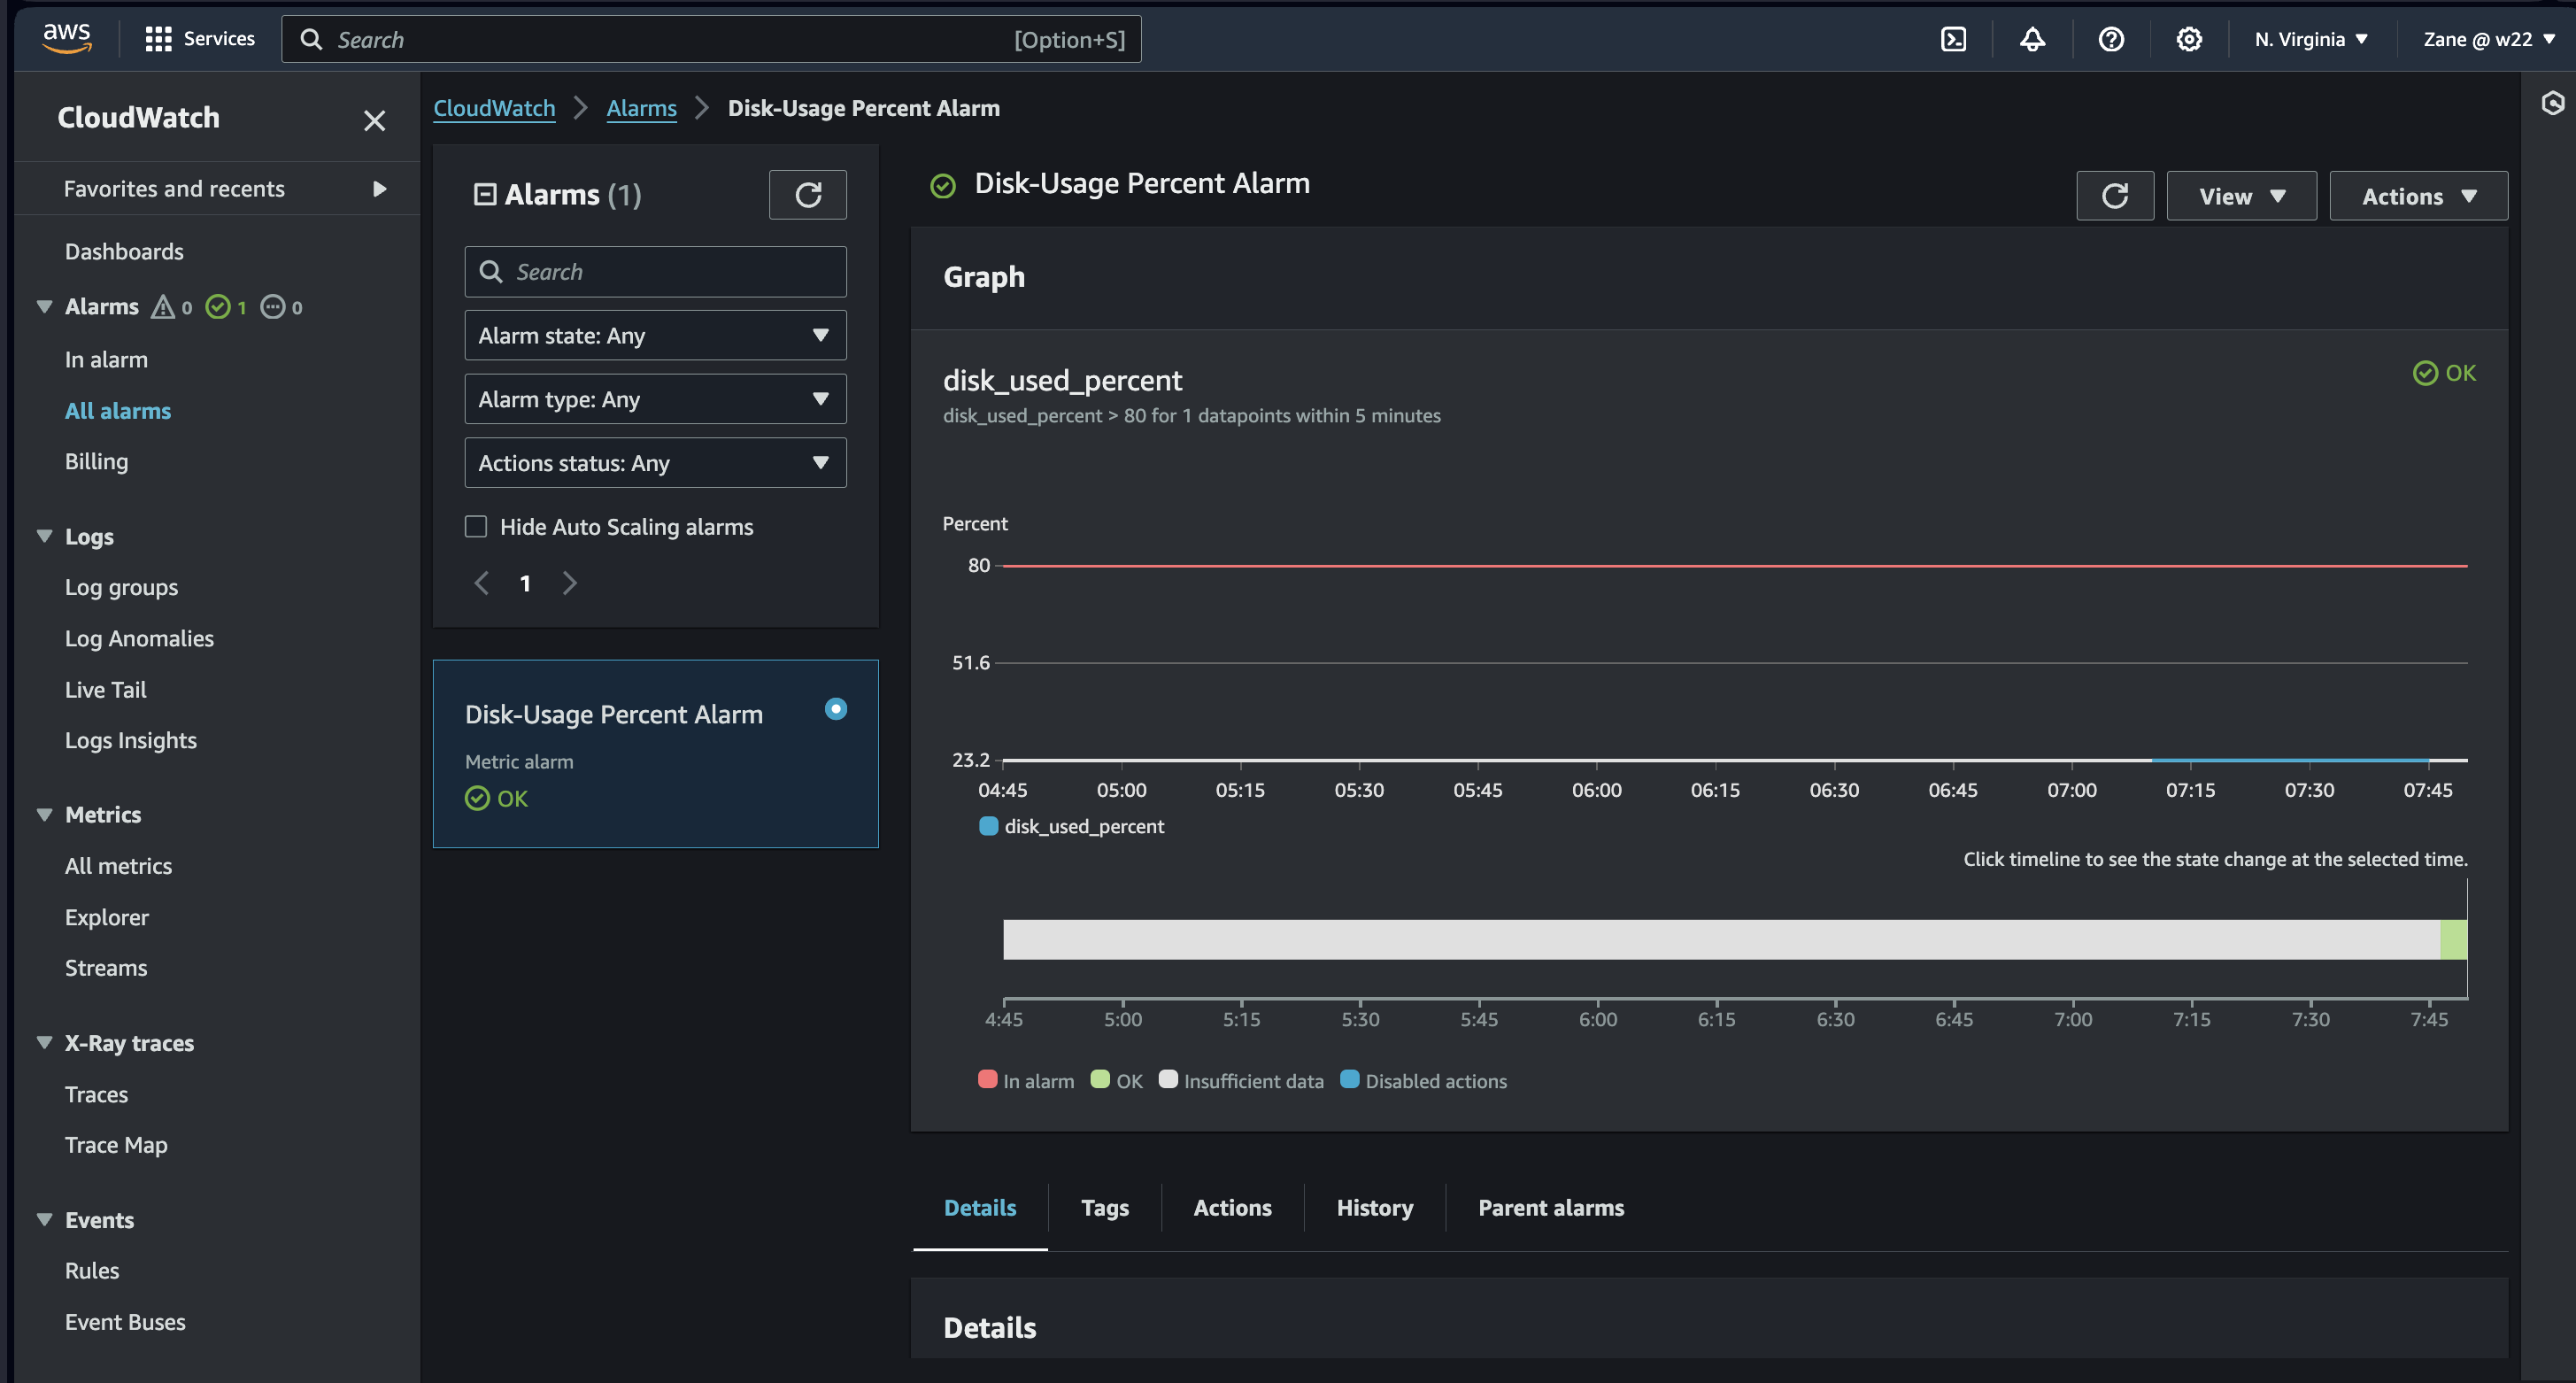 aws
Services
Search
[Option+S]
N. Virginia
Zane @ w22
CloudWatch
Favorites and recents
Dashboards
Alarms 0 1 0
In alarm
All alarms
Billing
Logs
Log groups
Log Anomalies
Live Tail
Logs Insights
Metrics
All metrics
Explorer
Streams
X-Ray traces
Traces
Trace Map
Events
Rules
Event Buses
CloudWatch
Alarms
Disk-Usage Percent Alarm
Alarms (1)
Search
Alarm state: Any
Alarm type: Any
Actions status: Any
Hide Auto Scaling alarms
1
Disk-Usage Percent Alarm
Metric alarm
OK
Disk-Usage Percent Alarm
View
Actions
Graph
disk_used_percent
OK
disk_used_percent > 80 for 1 datapoints within 5 minutes
Percent
80
51.6
23.2
04:45 05:00 05:15 05:30 05:45 06:00 06:15 06:30 06:45 07:00 07:15 07:30 07:45
disk_used_percent
Click timeline to see the state change at the selected time.
4:45 5:00 5:15 5:30 5:45 6:00 6:15 6:30 6:45 7:00 7:15 7:30 7:45
In alarm OK Insufficient data Disabled actions
Details Tags Actions History Parent alarms
Details